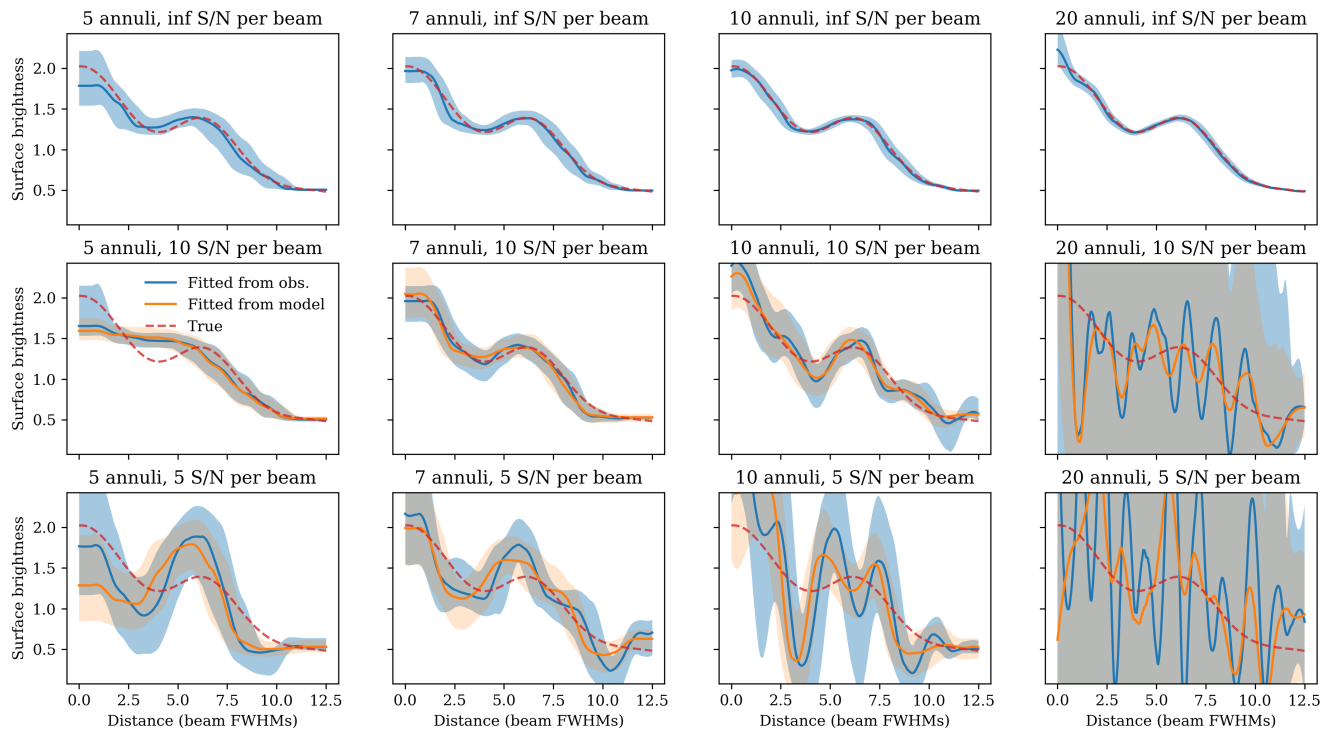 5 annuli, inf S/N per beam
7 annuli, inf S/N per beam
10 annuli, inf S/N per beam
20 annuli, inf S/N per beam
Surface brightness
2.0
1.5
1.0
0.5
5 annuli, 10 S/N per beam
7 annuli, 10 S/N per beam
10 annuli, 10 S/N per beam
20 annuli, 10 S/N per beam
Surface brightness
2.0
1.5
1.0
0.5
Fitted from obs.
Fitted from model
True
5 annuli, 5 S/N per beam
7 annuli, 5 S/N per beam
10 annuli, 5 S/N per beam
20 annuli, 5 S/N per beam
Surface brightness
2.0
1.5
1.0
0.5
0.0 2.5 5.0 7.5 10.0 12.5
0.0 2.5 5.0 7.5 10.0 12.5
0.0 2.5 5.0 7.5 10.0 12.5
0.0 2.5 5.0 7.5 10.0 12.5
Distance (beam FWHMs)
Distance (beam FWHMs)
Distance (beam FWHMs)
Distance (beam FWHMs)